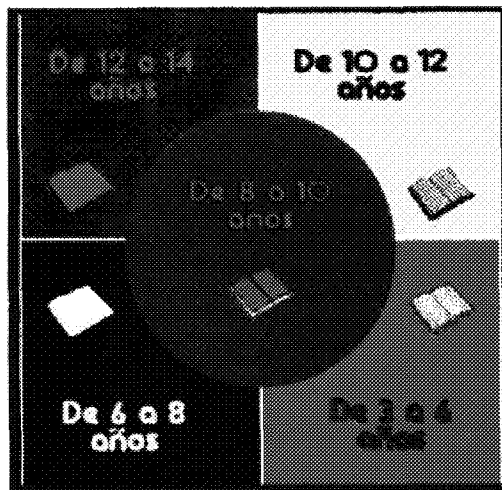 De 12 a 14
años
De 10 a 12
años
De 8 a 10
años
De 6 a 8
años
De 3 a 6
años